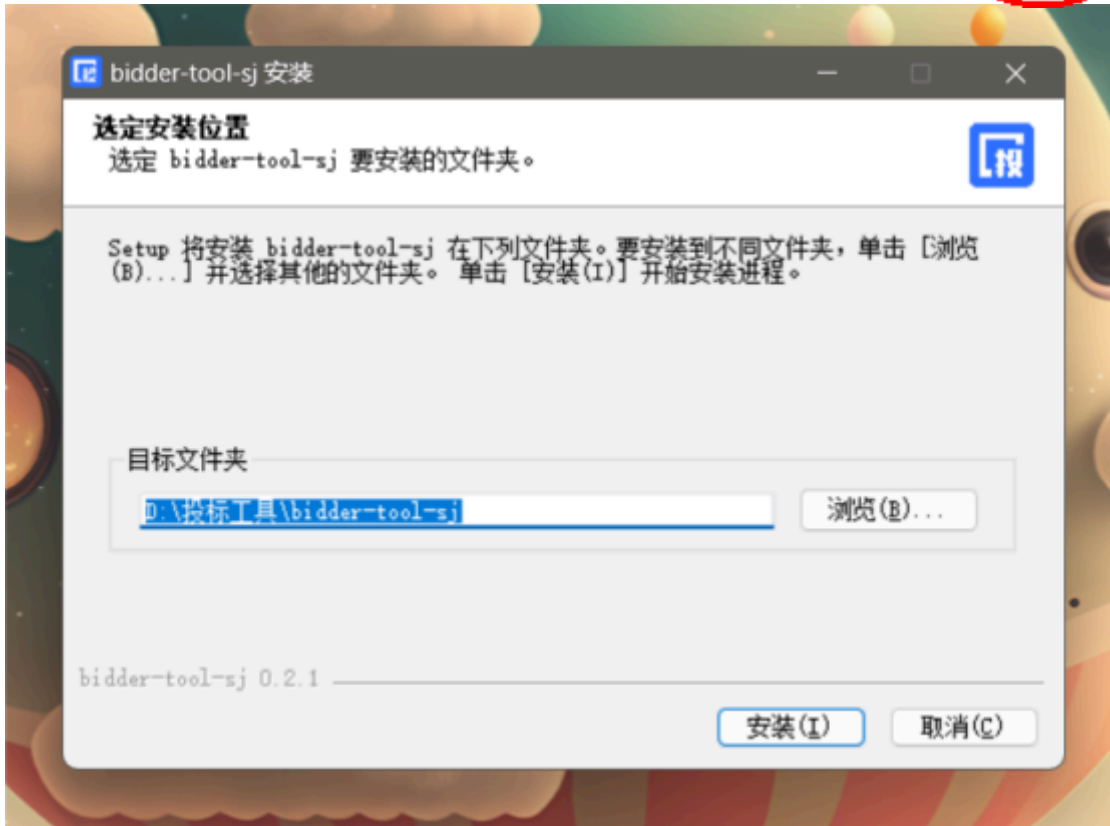 bidder-tool-sj 安装
选定安装位置
选定 bidder-tool-sj 要安装的文件夹。
投
Setup 将安装 bidder-tool-sj 在下列文件夹。要安装到不同文件夹，单击 [浏览
(B)...] 并选择其他的文件夹。 单击 [安装(I)] 开始安装进程。
目标文件夹
D:\投标工具\bidder-tool-sj
浏览(B)...
bidder-tool-sj 0.2.1
安装(I)
取消(C)